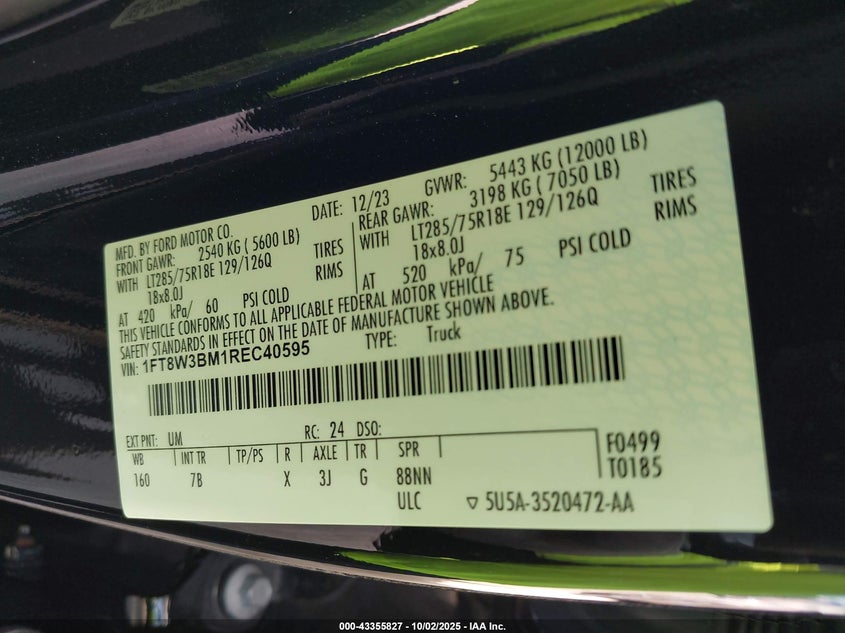 MFD. BY FORD MOTOR CO. DATE: 12/23 GVWR: 5443 KG (12000 LB)
FRONT GAWR: 2540 KG ( 5600 LB) REAR GAWR: 3198 KG ( 7050 LB)
WITH LT285/75R18E 129/126Q TIRES WITH LT285/75R18E 129/126Q TIRES
18x8.0J RIMS 18x8.0J RIMS
AT 420 kPa/ 60 PSI COLD AT 520 kPa/ 75 PSI COLD
THIS VEHICLE CONFORMS TO ALL APPLICABLE FEDERAL MOTOR VEHICLE
SAFETY STANDARDS IN EFFECT ON THE DATE OF MANUFACTURE SHOWN ABOVE.
VIN: 1FT8W3BM1REC40595 TYPE: Truck
EXT PNT: UM RC: 24 DSO:
WB INT TR TP/PS R AXLE TR SPR F0499
160 7B X 3J G 88NN T0185
ULC ▽ 5U5A-3520472-AA
000-43355827 - 10/02/2025 - IAA Inc.